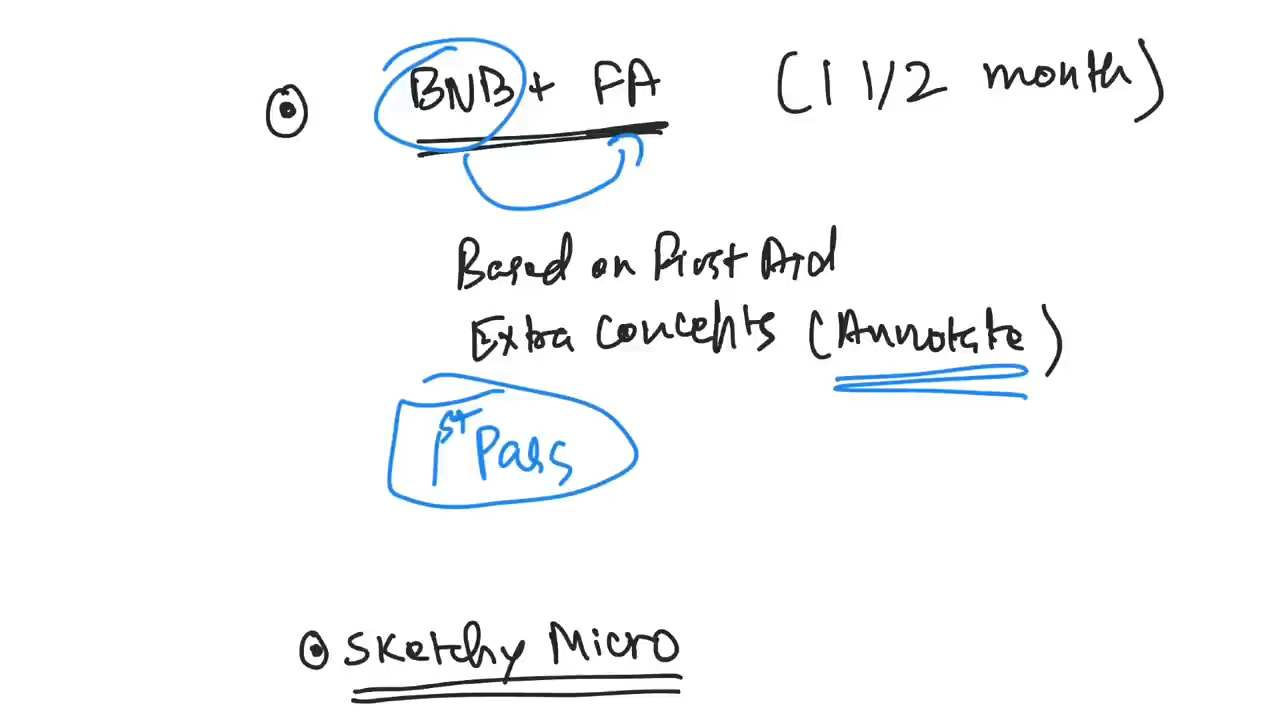 BNB + FA (1 1/2 month)
Based on First Aid
Extra Concepts (Annotate)
1st Pass
Sketchy Micro